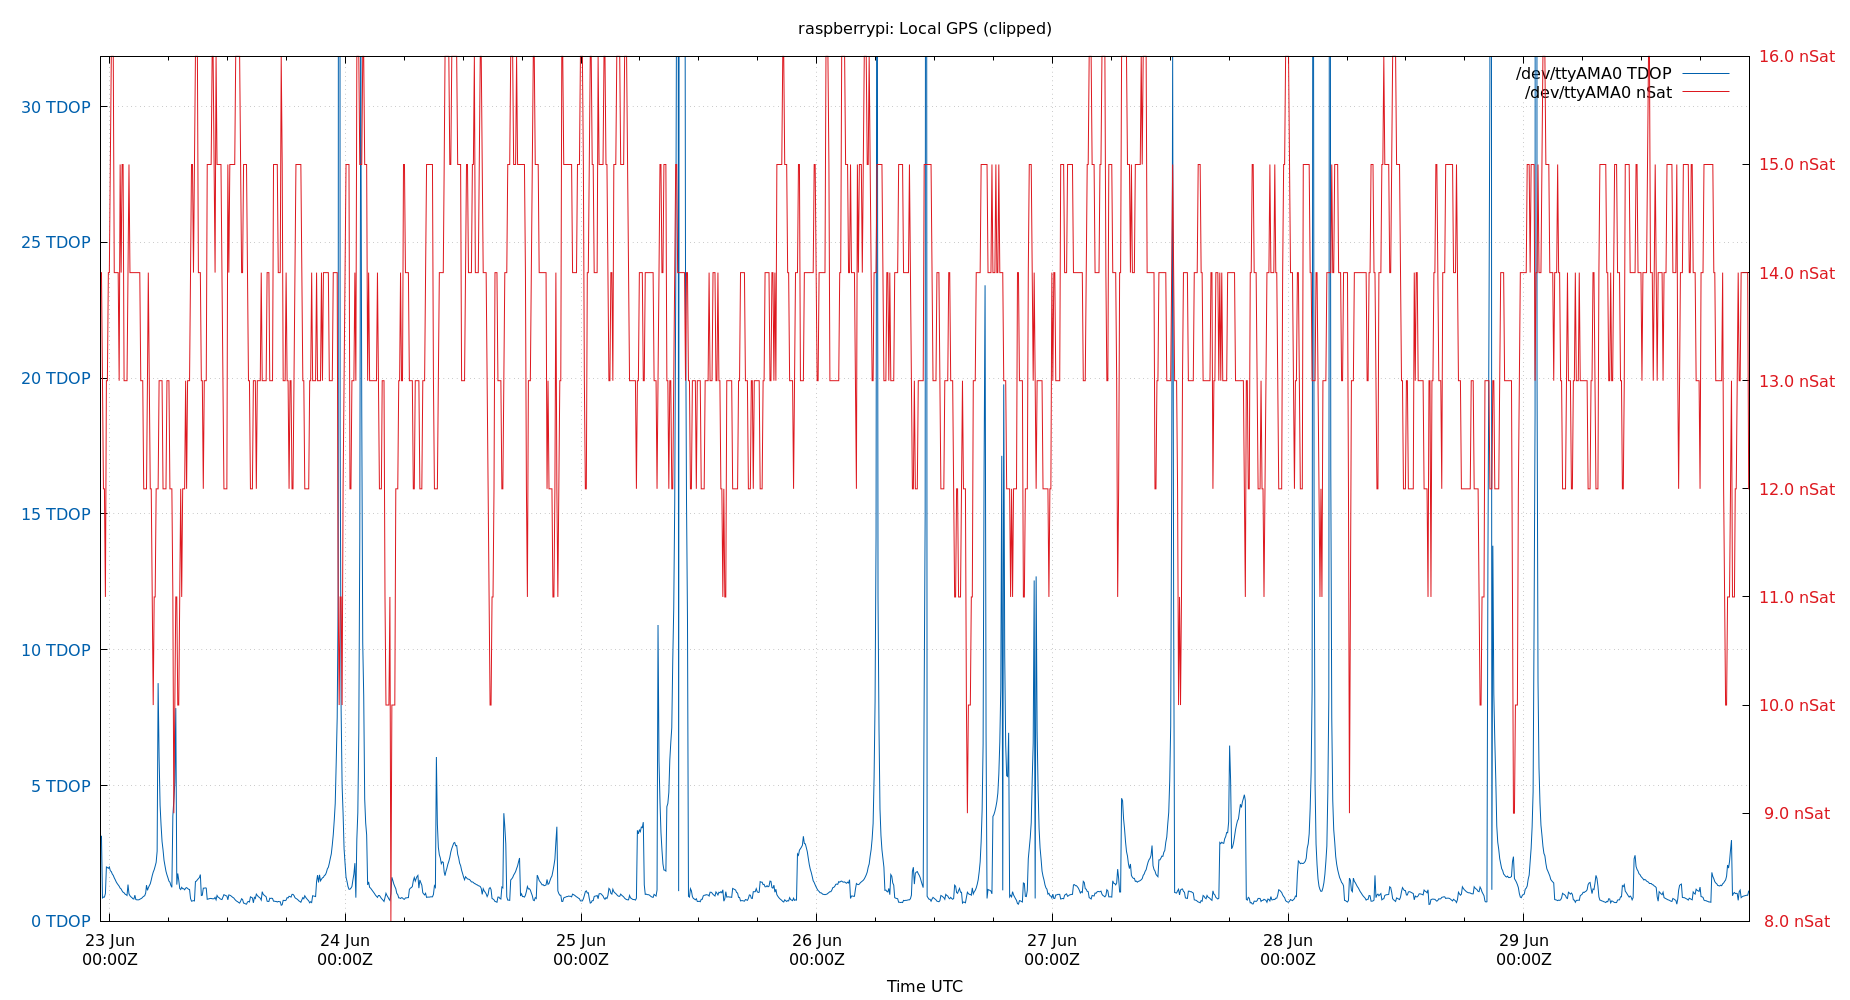 raspberrypi: Local GPS (clipped)
/dev/ttyAMA0 TDOP
/dev/ttyAMA0 nSat
30 TDOP
25 TDOP
20 TDOP
15 TDOP
10 TDOP
5 TDOP
0 TDOP
16.0 nSat
15.0 nSat
14.0 nSat
13.0 nSat
12.0 nSat
11.0 nSat
10.0 nSat
9.0 nSat
8.0 nSat
23 Jun
00:00Z
24 Jun
00:00Z
25 Jun
00:00Z
26 Jun
00:00Z
27 Jun
00:00Z
28 Jun
00:00Z
29 Jun
00:00Z
Time UTC